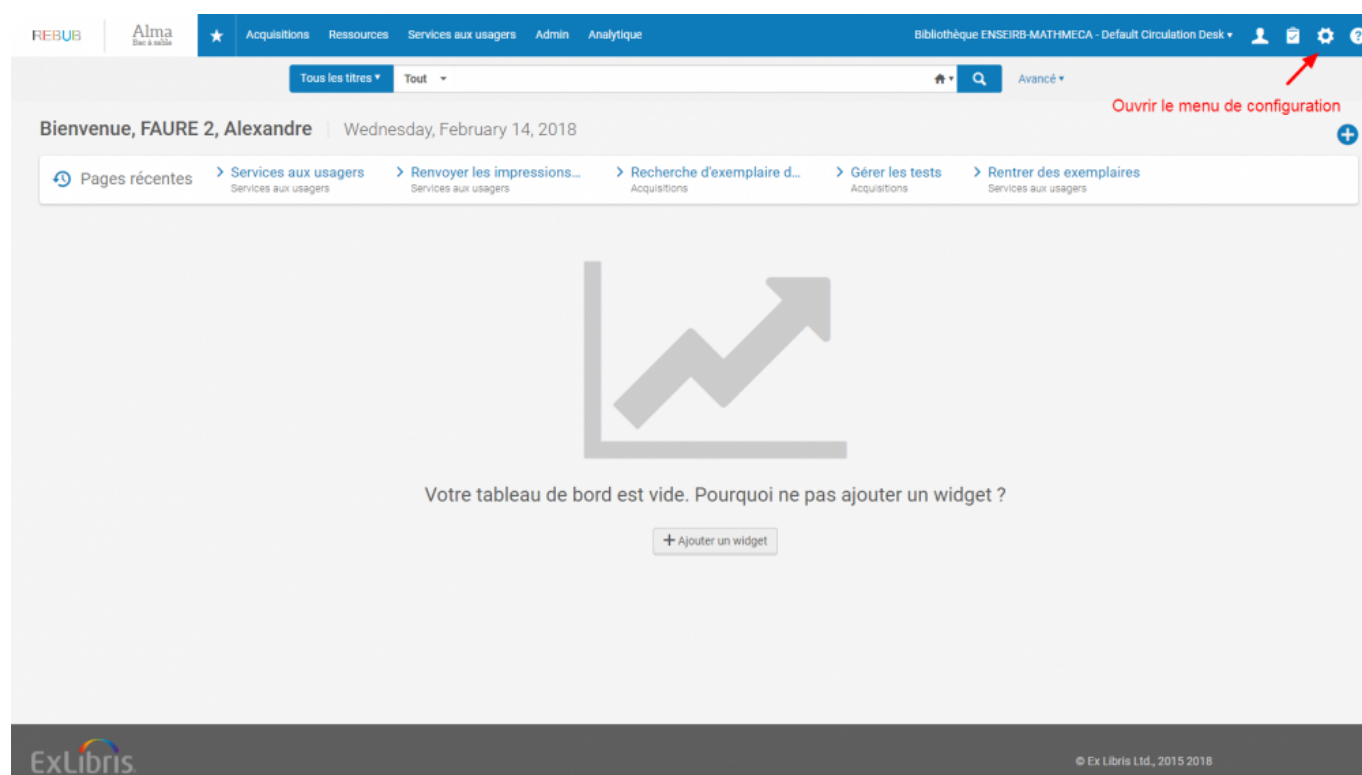 REBUB
Alma
Bac à sable
Acquisitions Ressources Services aux usagers Admin Analytique
Bibliothèque ENSEIRB-MATHMECA - Default Circulation Desk
Tous les titres Tout Avancé
Ouvrir le menu de configuration
Bienvenue, FAURE 2, Alexandre Wednesday, February 14, 2018
Pages récentes
> Services aux usagers
Services aux usagers
> Renvoyer les impressions...
Services aux usagers
> Recherche d'exemplaire d...
Acquisitions
> Gérer les tests
Acquisitions
> Rentrer des exemplaires
Services aux usagers
Votre tableau de bord est vide. Pourquoi ne pas ajouter un widget ?
+ Ajouter un widget
ExLibris
© Ex Libris Ltd., 2015 2018